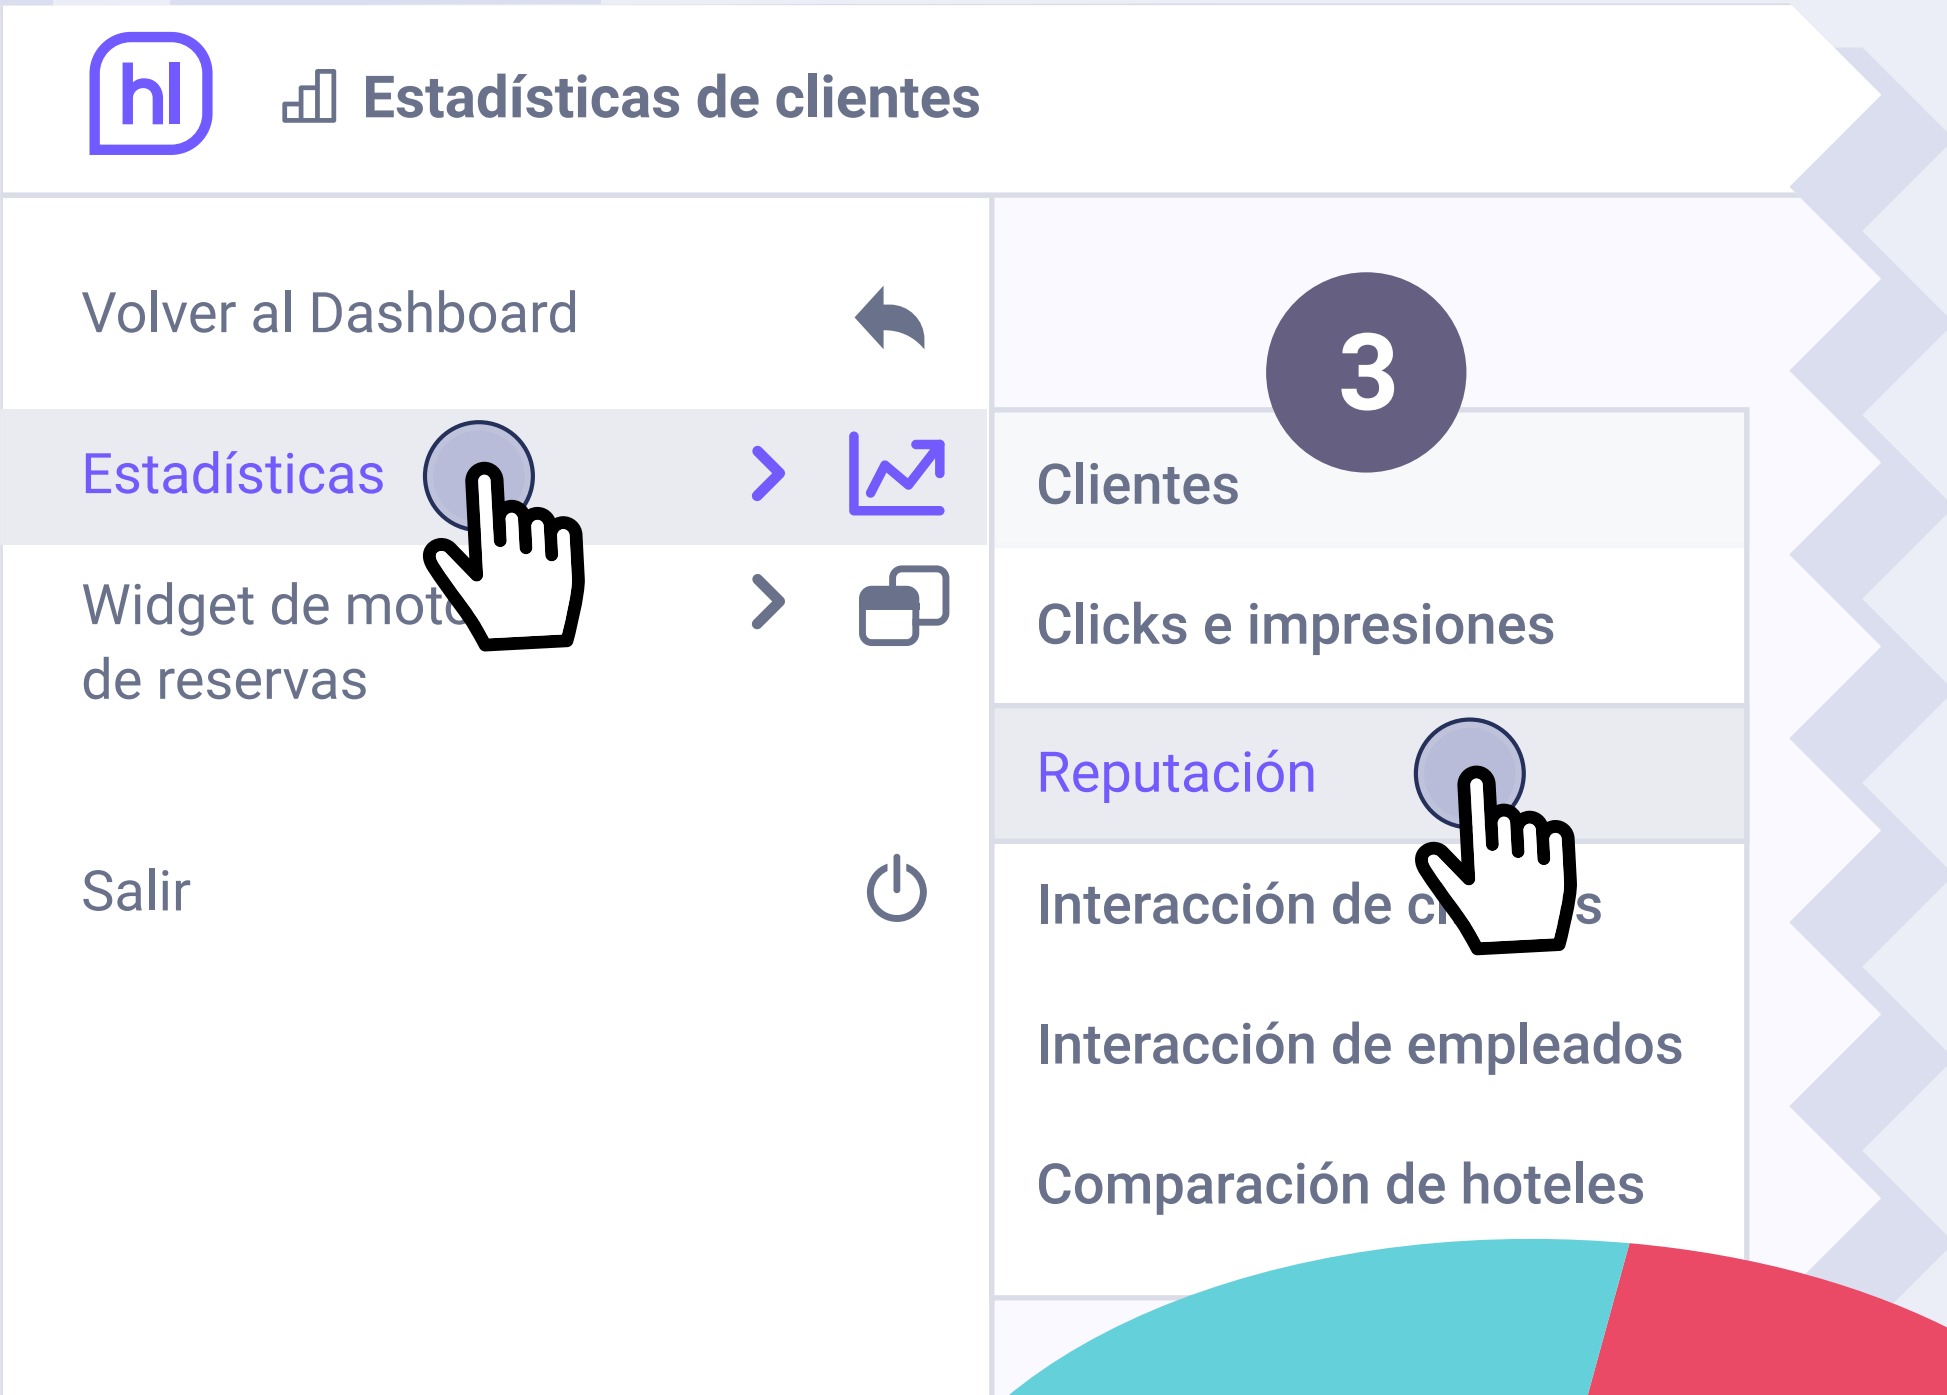 hl
Estadísticas de clientes
Volver al Dashboard
Estadísticas
Widget de
de reservas
Salir
3
Clientes
Clicks e impresiones
Reputación
Interacción de
Interacción de empleados
Comparación de hoteles